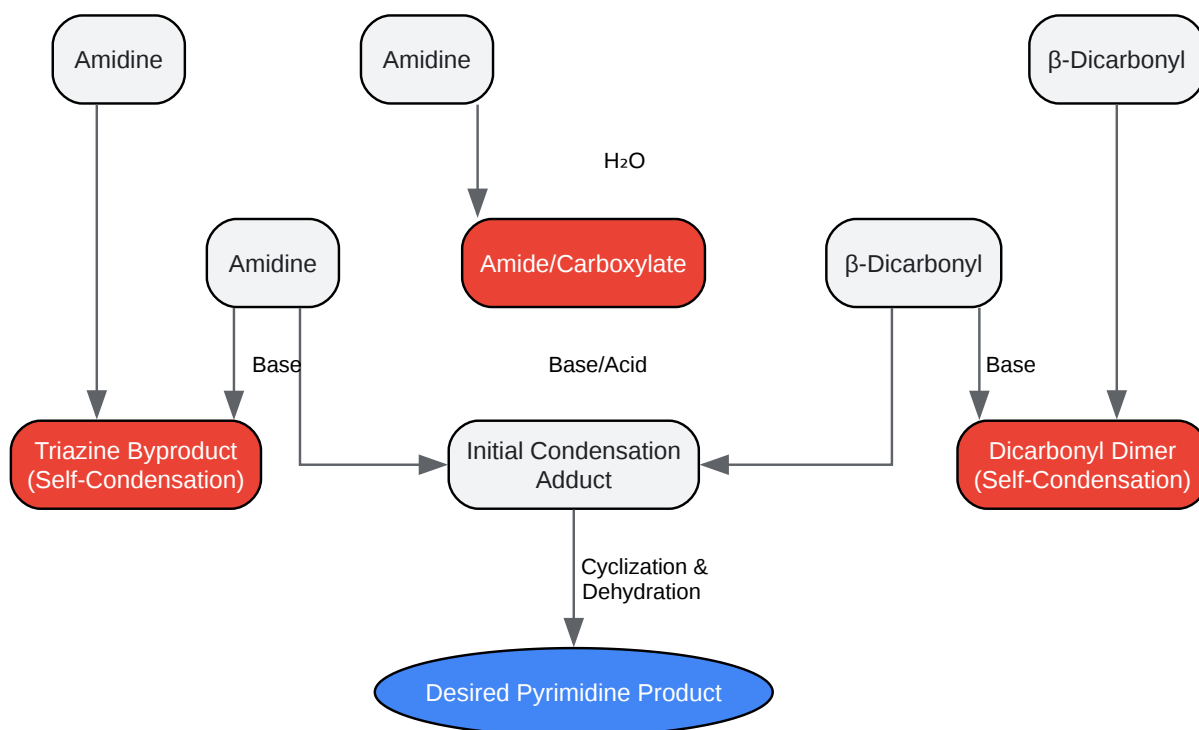 Amidine
Amidine
β-Dicarbonyl
H₂O
Amidine
Amide/Carboxylate
β-Dicarbonyl
Base
Base/Acid
Base
Triazine Byproduct
(Self-Condensation)
Initial Condensation
Adduct
Dicarbonyl Dimer
(Self-Condensation)
Cyclization &
Dehydration
Desired Pyrimidine Product